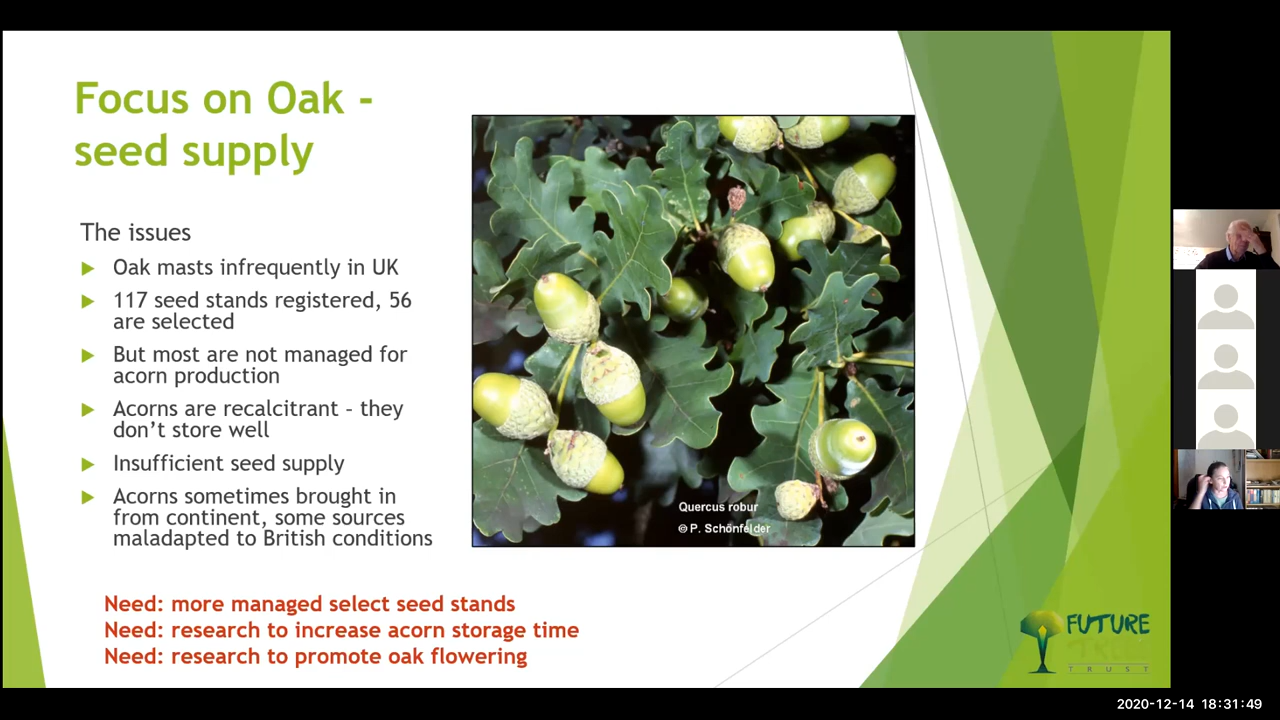 Focus on Oak -
seed supply
The issues
Oak masts infrequently in UK
117 seed stands registered, 56
are selected
But most are not managed for
acorn production
Acorns are recalcitrant – they
don't store well
Insufficient seed supply
Acorns sometimes brought in
from continent, some sources
maladapted to British conditions
Quercus robur
© P. Schönfelder
Need: more managed select seed stands
Need: research to increase acorn storage time
Need: research to promote oak flowering
FUTURE
TREES
TRUST
2020-12-14 18:31:49